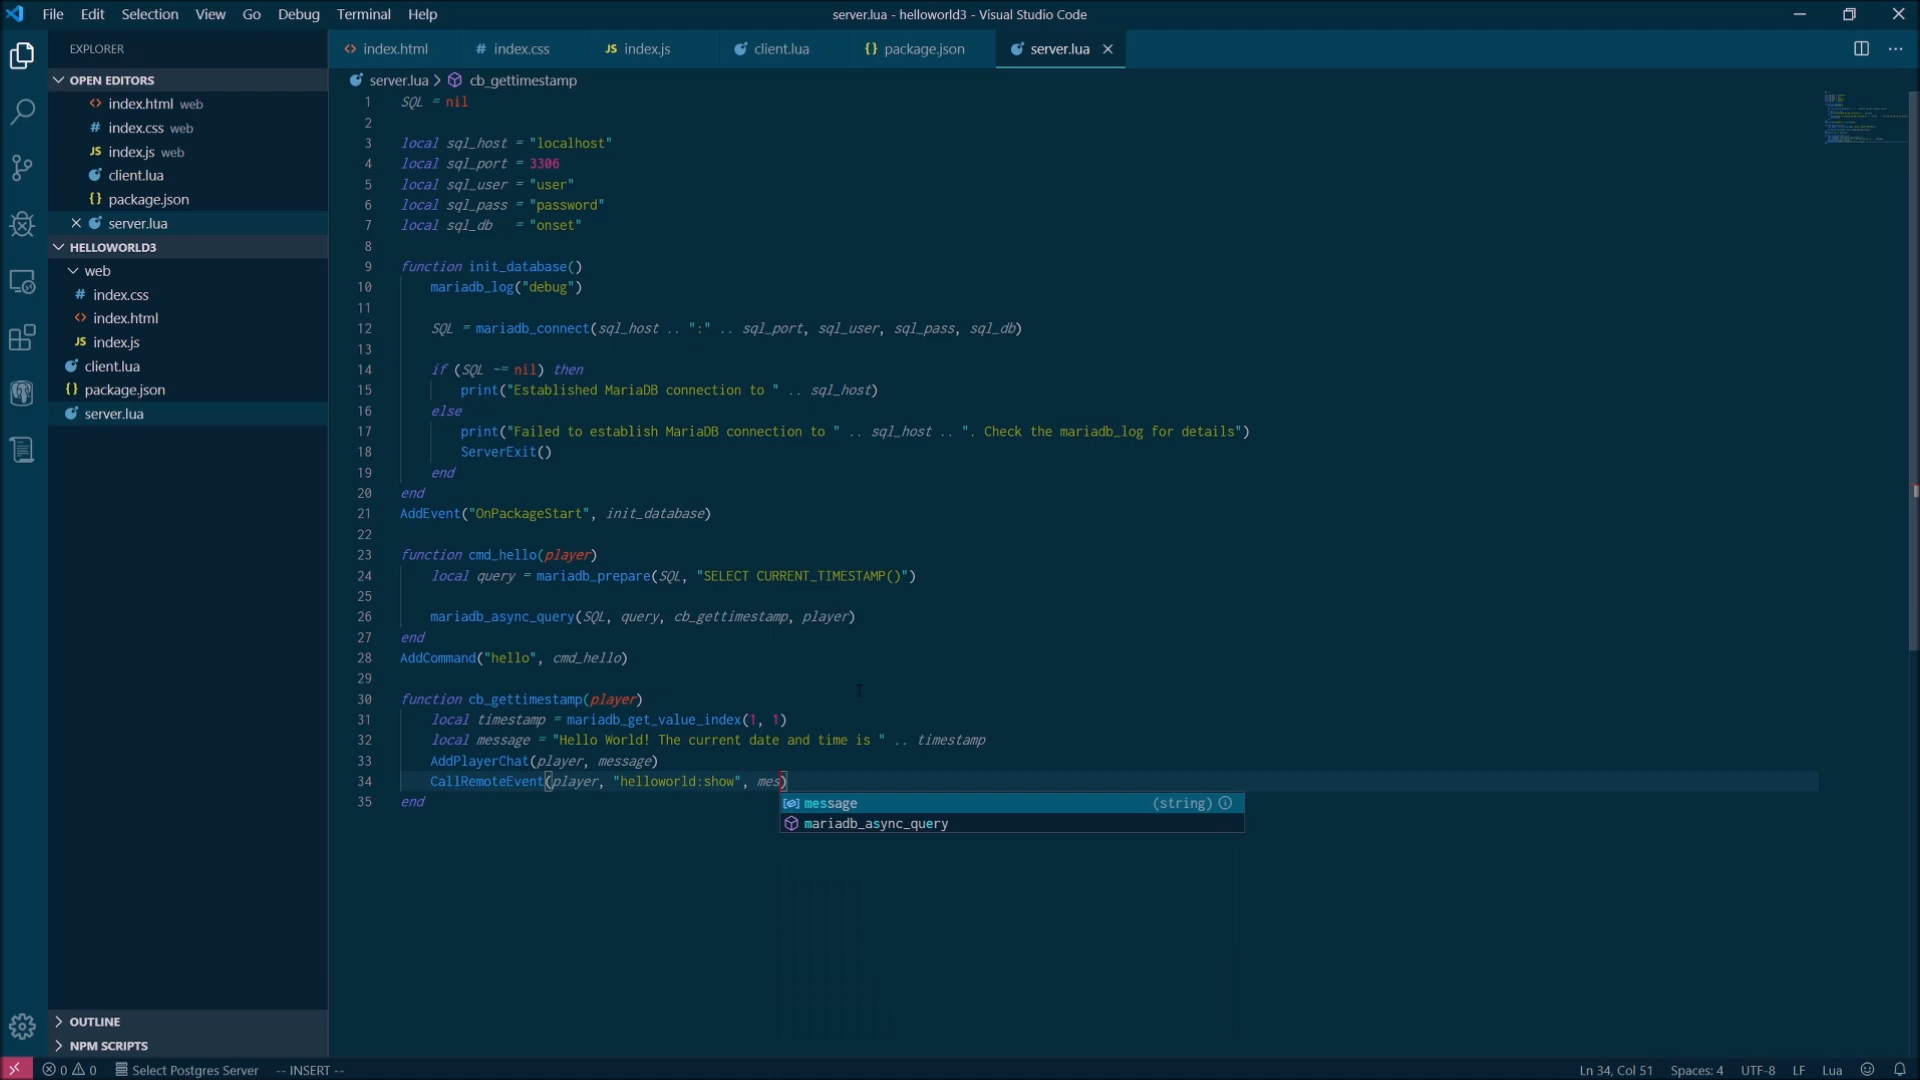 File Edit Selection View Go Debug Terminal Help
server.lua - helloworld3 - Visual Studio Code
EXPLORER
OPEN EDITORS
index.html web
# index.css web
JS index.js web
client.lua
{} package.json
server.lua
HELLOWORLD3
web
# index.css
index.html
JS index.js
client.lua
{} package.json
server.lua
OUTLINE
NPM SCRIPTS
index.html # index.css JS index.js client.lua {} package.json server.lua
server.lua > cb_gettimestamp
1 SQL = nil
2
3 local sql_host = "localhost"
4 local sql_port = 3306
5 local sql_user = "user"
6 local sql_pass = "password"
7 local sql_db = "onset"
8
9 function init_database()
10 mariadb_log("debug")
11
12 SQL = mariadb_connect(sql_host .. ":" .. sql_port, sql_user, sql_pass, sql_db)
13
14 if (SQL ~= nil) then
15 print("Established MariaDB connection to " .. sql_host)
16 else
17 print("Failed to establish MariaDB connection to " .. sql_host .. ". Check the mariadb_log for details")
18 ServerExit()
19 end
20 end
21 AddEvent("OnPackageStart", init_database)
22
23 function cmd_hello(player)
24 local query = mariadb_prepare(SQL, "SELECT CURRENT_TIMESTAMP()")
25
26 mariadb_async_query(SQL, query, cb_gettimestamp, player)
27 end
28 AddCommand("hello", cmd_hello)
29
30 function cb_gettimestamp(player)
31 local timestamp = mariadb_get_value_index(1, 1)
32 local message = "Hello World! The current date and time is " .. timestamp
33 AddPlayerChat(player, message)
34 CallRemoteEvent(player, "helloworld:show", mes)
35 end
message (string)
mariadb_async_query
0 0 Select Postgres Server -- INSERT -- Ln 34, Col 51 Spaces: 4 UTF-8 LF Lua